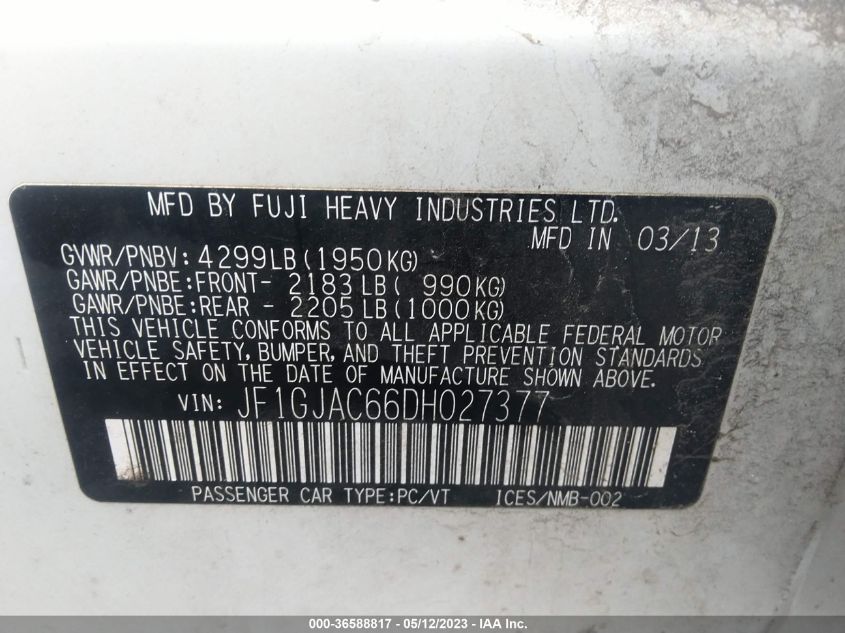 MFD BY FUJI HEAVY INDUSTRIES LTD.
MFD IN 03/13
GVWR/PNBV: 4299LB (1950KG)
GAWR/PNBE:FRONT- 2183LB( 990KG)
GAWR/PNBE:REAR - 2205LB(1000KG)
THIS VEHICLE CONFORMS TO ALL APPLICABLE FEDERAL MOTOR
VEHICLE SAFETY, BUMPER, AND THEFT PREVENTION STANDARDS
IN EFFECT ON THE DATE OF MANUFACTURE SHOWN ABOVE.
VIN: JF1GJAC66DH027377
PASSENGER CAR TYPE:PC/VT ICES/NMB-002
000-36588817 - 05/12/2023 - IAA Inc.